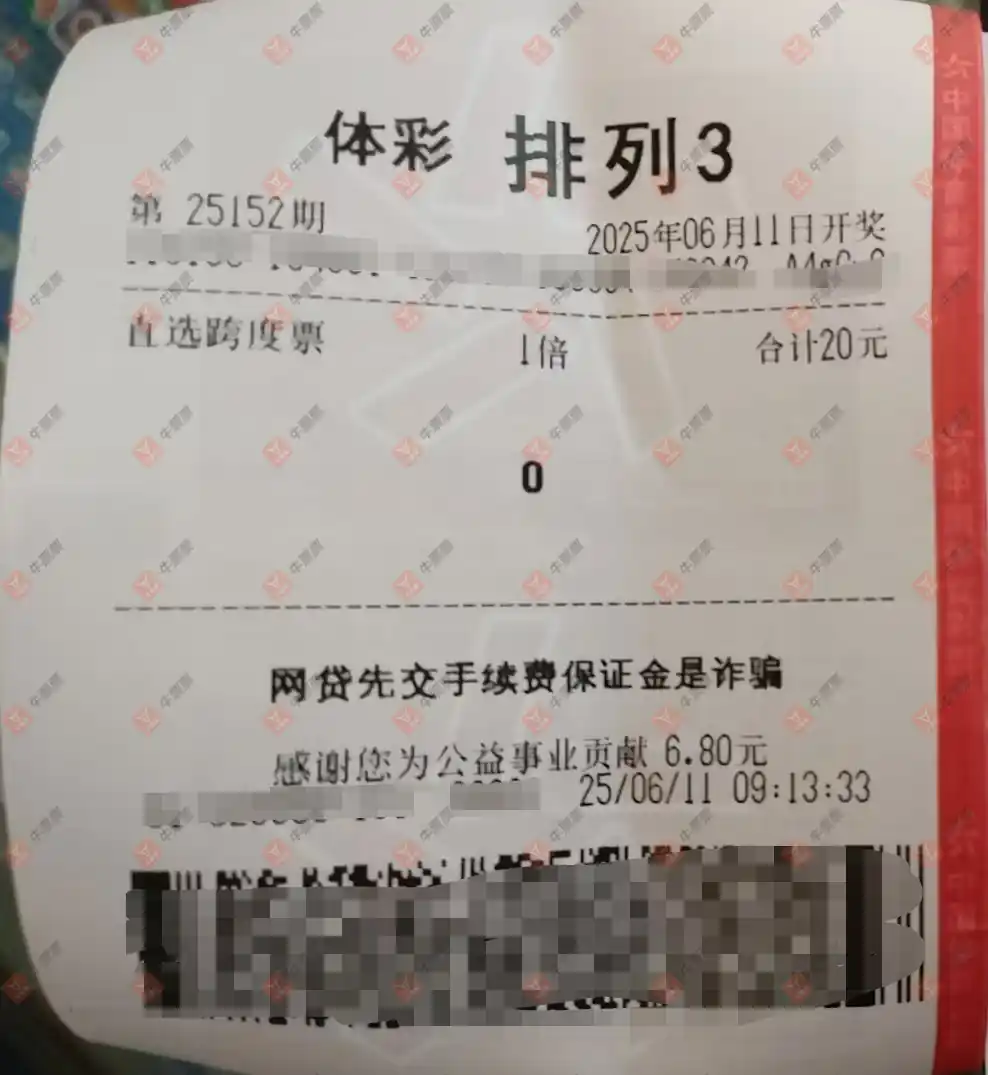 体彩 排列3
第 25152期
2025年06月11日开奖
直选跨度票 1倍 合计20元
0
网贷先交手续费保证金是诈骗
感谢您为公益事业贡献 6.80元
25/06/11 09:13:33
牛票票